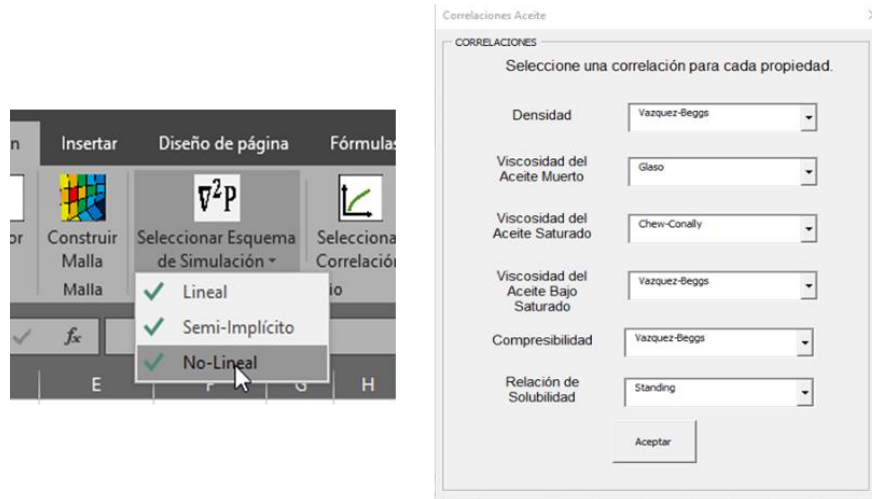 Insertar
Diseño de página
Fórmulas
∇²P
Construir
Malla
Seleccionar Esquema
de Simulación
Malla
Lineal
Semi-Implícito
No-Lineal
fx
E
G
H
Correlaciones Aceite
CORRELACIONES
Seleccione una correlación para cada propiedad.
Densidad
Vazquez-Beggs
Viscosidad del
Aceite Muerto
Glaso
Viscosidad del
Aceite Saturado
Chew-Conally
Viscosidad del
Aceite Bajo
Saturado
Vazquez-Beggs
Compresibilidad
Vazquez-Beggs
Relación de
Solubilidad
Standing
Aceptar